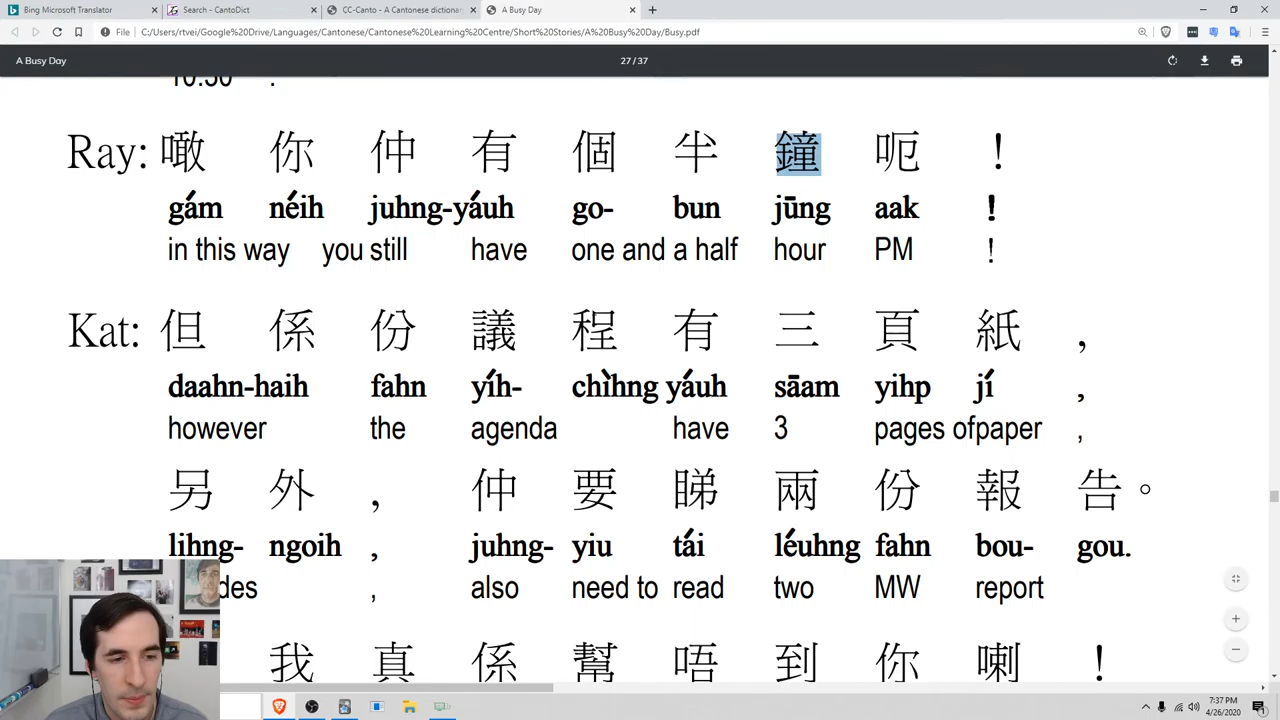 Bing Microsoft Translator
Search - CantoDict
CC-Canto - A Cantonese dictionary
A Busy Day
File C:/Users/rtvei/Google%20Drive/Languages/Cantonese/Cantonese%20Learning%20Centre/Short%20Stories/A%20Busy%20Day/Busy.pdf
A Busy Day
27 / 37
10:30 .
Ray: 噉 你 仲 有 個 半 鐘 呃 !
gám néih juhng-yáuh go- bun jūng aak !
in this way you still have one and a half hour PM !
Kat: 但 係 份 議 程 有 三 頁 紙 ,
daahn-haih fahn yíh- chìhng yáuh sāam yihp jí ,
however the agenda have 3 pages ofpaper ,
另 外 , 仲 要 睇 兩 份 報 告 。
lihng- ngoih , juhng- yiu tái léuhng fahn bou- gou.
des , also need to read two MW report
我 真 係 幫 唔 到 你 喇 !
7:37 PM
4/26/2020